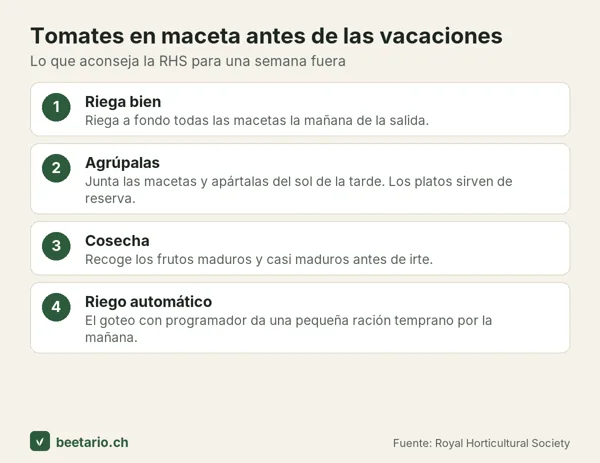 Tomates en maceta antes de las vacaciones
Lo que aconseja la RHS para una semana fuera
1
Riega bien
Riega a fondo todas las macetas la mañana de la salida.
2
Agrúpalas
Junta las macetas y apártalas del sol de la tarde. Los platos sirven de
reserva.
3
Cosecha
Recoge los frutos maduros y casi maduros antes de irte.
4
Riego automático
El goteo con programador da una pequeña ración temprano por la
mañana.
beetario.ch
Fuente: Royal Horticultural Society